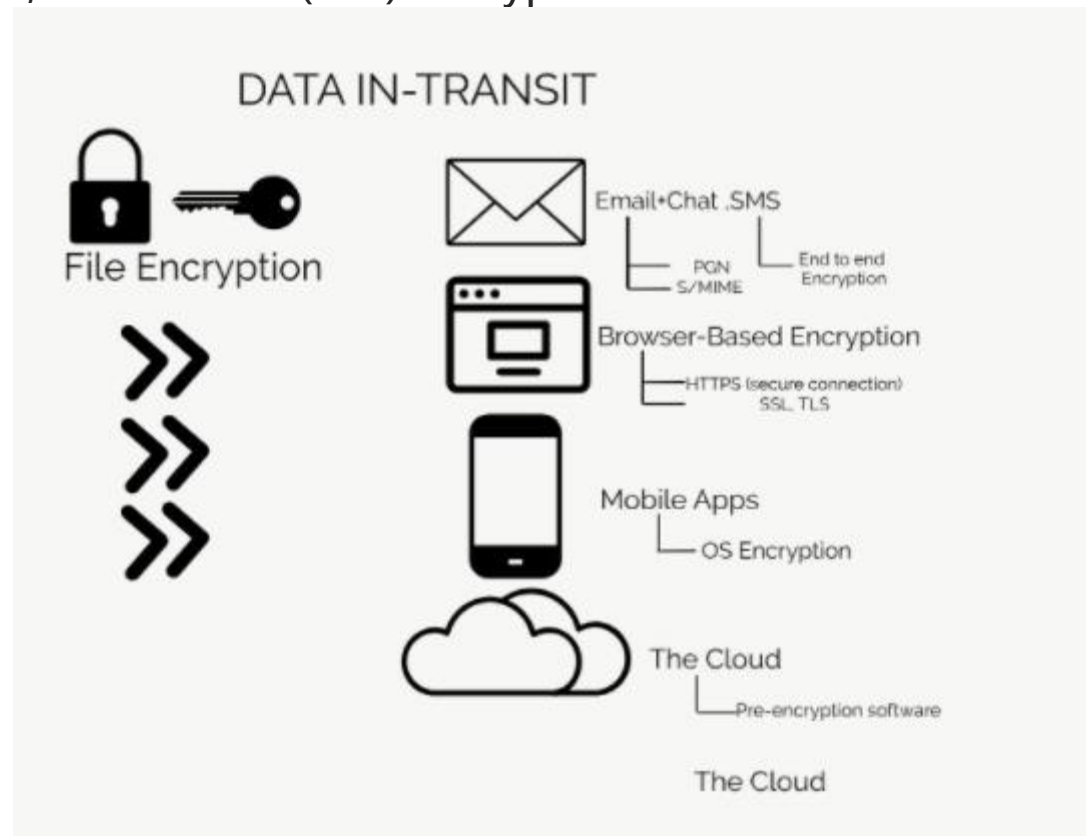 DATA IN-TRANSIT
File Encryption
Email+Chat ,SMS
PGN
S/MIME
End to end
Encryption
Browser-Based Encryption
HTTPS (secure connection)
SSL, TLS
Mobile Apps
OS Encryption
The Cloud
Pre-encryption software
The Cloud